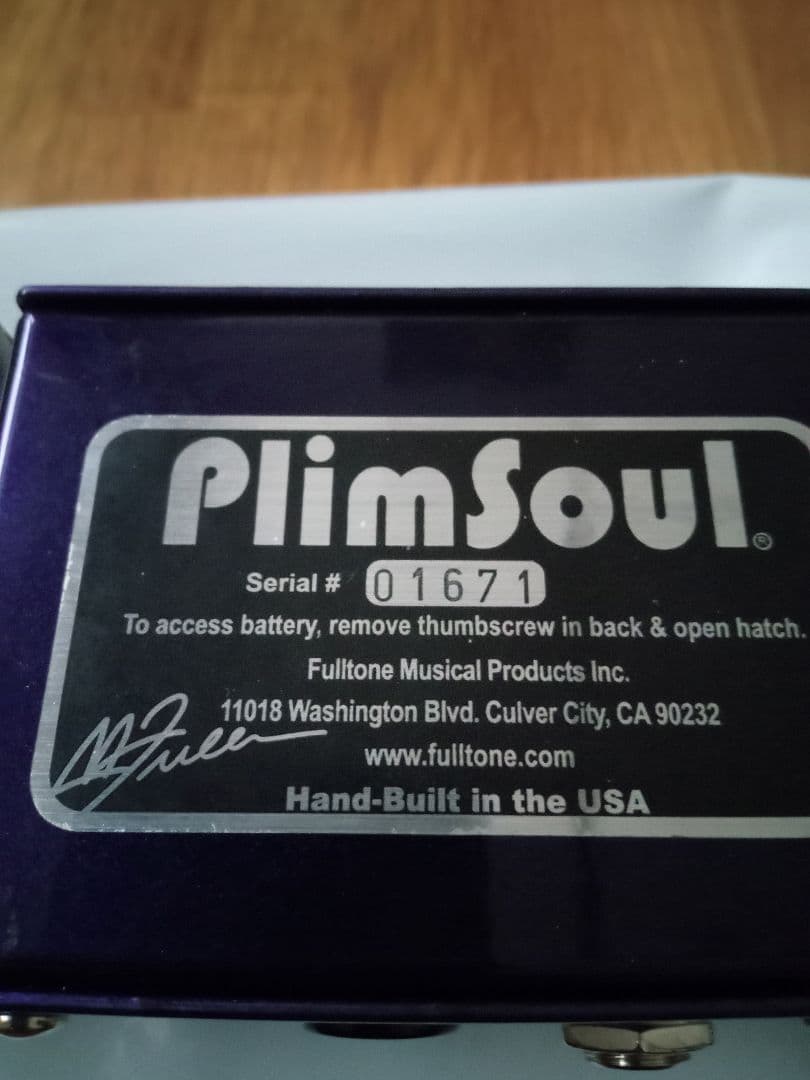 PlimSoul®
Serial # 01671
To access battery, remove thumbscrew in back & open hatch.
Fulltone Musical Products Inc.
11018 Washington Blvd. Culver City, CA 90232
www.fulltone.com
Hand-Built in the USA